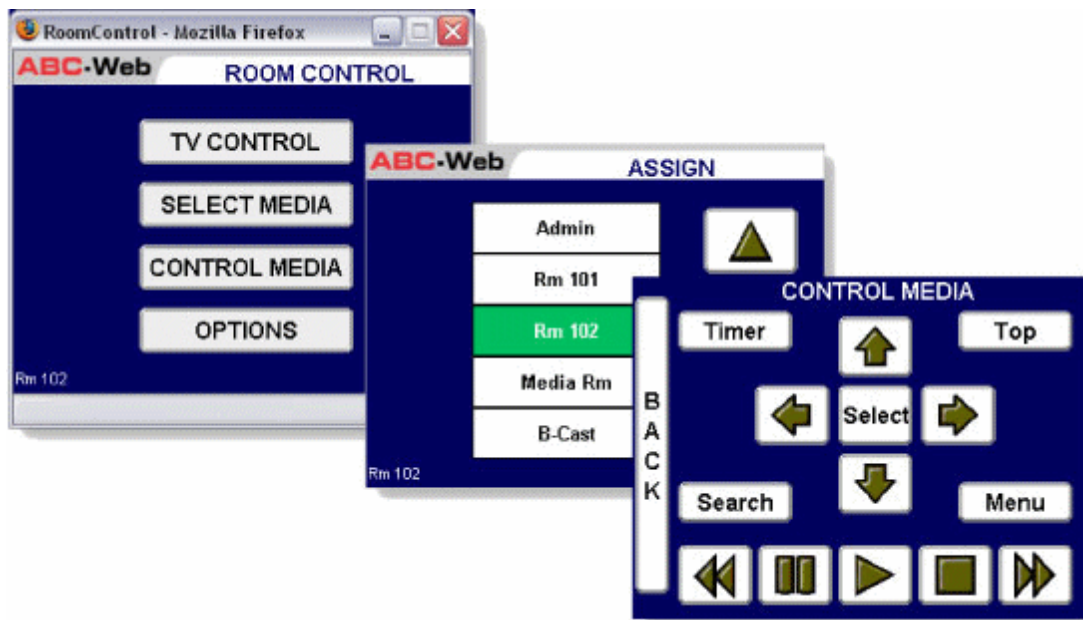 RoomControl - Mozilla Firefox
ABC-Web
ROOM CONTROL
TV CONTROL
SELECT MEDIA
CONTROL MEDIA
OPTIONS
Rm 102
ABC-Web
ASSIGN
Admin
Rm 101
Rm 102
Media Rm
B-Cast
Rm 102
CONTROL MEDIA
BACK
Timer
Top
Select
Search
Menu